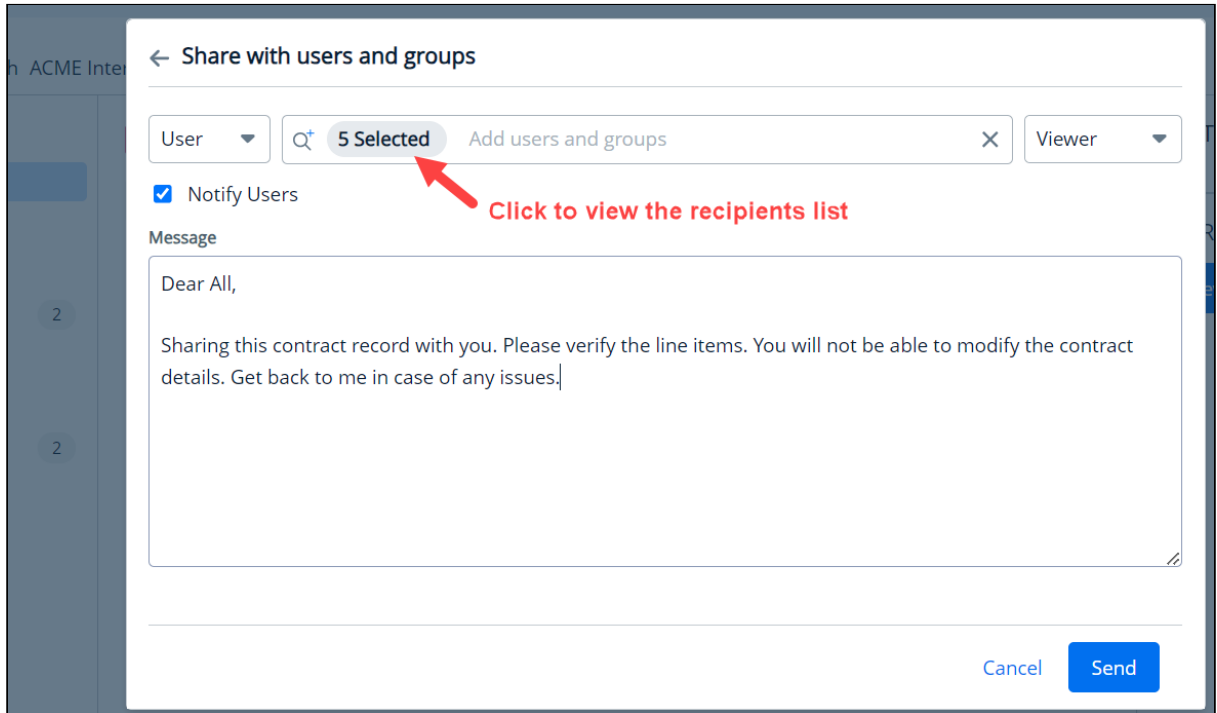 h ACME Inter
Share with users and groups
User
5 Selected
Add users and groups
Viewer
Notify Users
Click to view the recipients list
Message
Dear All,
Sharing this contract record with you. Please verify the line items. You will not be able to modify the contract
details. Get back to me in case of any issues.
2
2
Cancel
Send